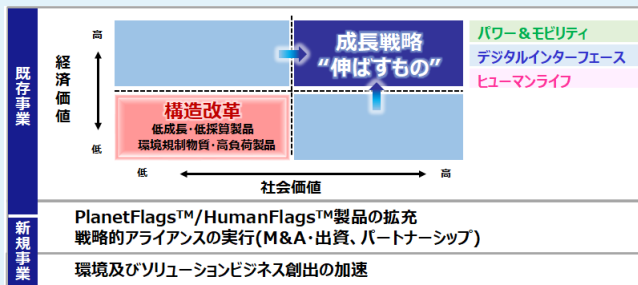 既存事業
経済価値
高
低
成長戦略
“伸ばすもの”
構造改革
低成長・低採算製品
環境規制物質・高負荷製品
低
高
社会価値
パワー＆モビリティ
デジタルインターフェース
ヒューマンライフ
新規事業
PlanetFlags™/HumanFlags™製品の拡充
戦略的アライアンスの実行(M&A・出資、パートナーシップ)
環境及びソリューションビジネス創出の加速